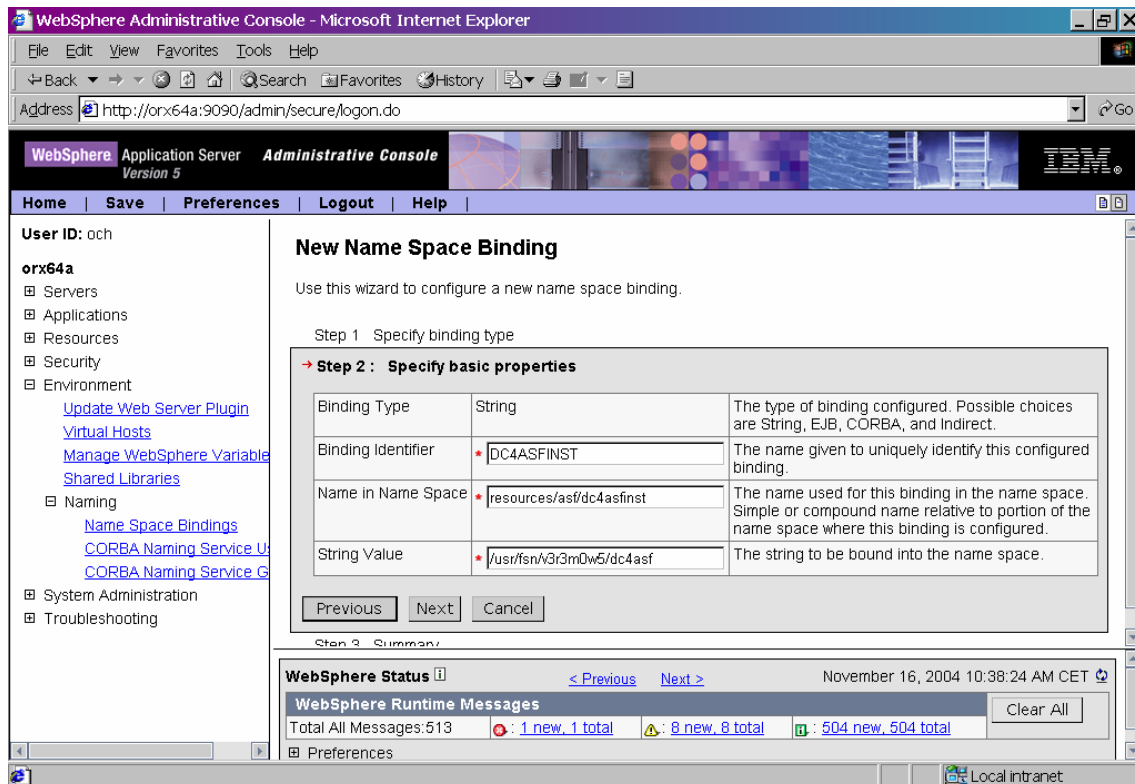 WebSphere Administrative Console - Microsoft Internet Explorer
File Edit View Favorites Tools Help
Back Search Favorites History
Address http://orx64a:9090/admin/secure/logon.do Go
WebSphere Application Server Administrative Console
Version 5
IBM
Home | Save | Preferences | Logout | Help |
User ID: och
orx64a
Servers
Applications
Resources
Security
Environment
Update Web Server Plugin
Virtual Hosts
Manage WebSphere Variable
Shared Libraries
Naming
Name Space Bindings
CORBA Naming Service U
CORBA Naming Service G
System Administration
Troubleshooting
New Name Space Binding
Use this wizard to configure a new name space binding.
Step 1 Specify binding type
→ Step 2 : Specify basic properties
Binding Type String The type of binding configured. Possible choices
are String, EJB, CORBA, and Indirect.
Binding Identifier * DC4ASFINST The name given to uniquely identify this configured
binding.
Name in Name Space * resources/asf/dc4asfinst The name used for this binding in the name space.
Simple or compound name relative to portion of the
name space where this binding is configured.
String Value * /usr/fsn/v3r3m0w5/dc4asf The string to be bound into the name space.
Previous Next Cancel
Step 3 Summary
WebSphere Status < Previous Next > November 16, 2004 10:38:24 AM CET
WebSphere Runtime Messages Clear All
Total All Messages:513 : 1 new, 1 total : 8 new, 8 total : 504 new, 504 total
Preferences
Local intranet